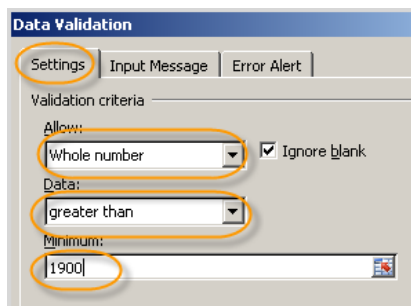 Data Validation
Settings Input Message Error Alert
Validation criteria
Allow:
Whole number Ignore blank
Data:
greater than
Minimum:
1900